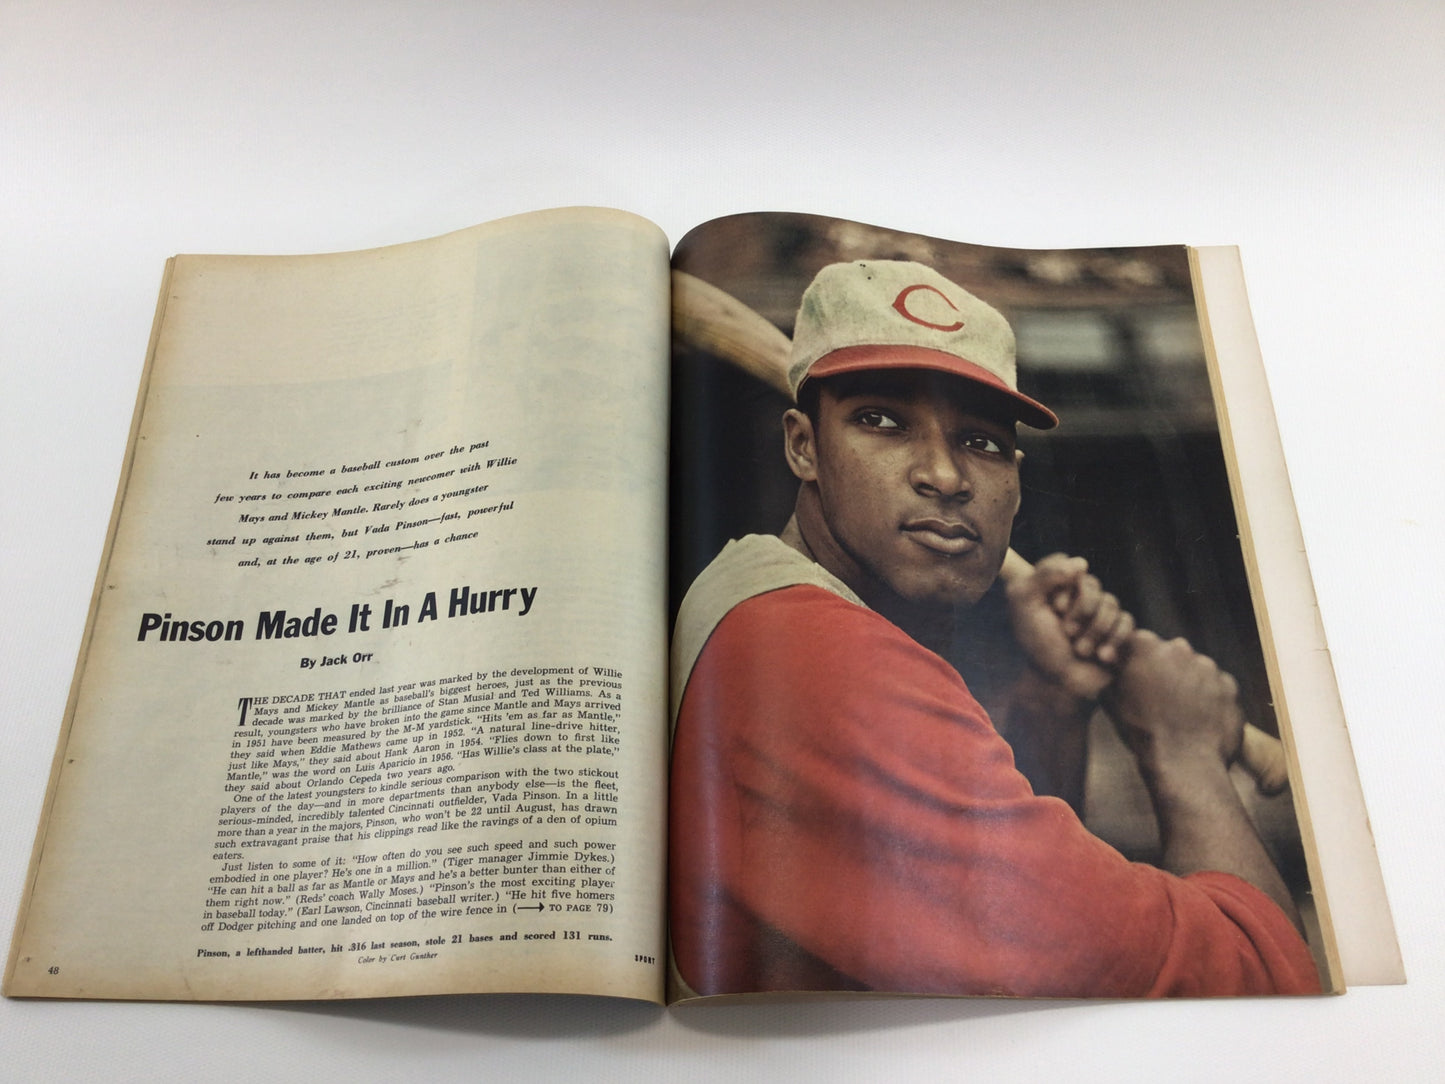 It has become a baseball custom over the past
few years to compare each exciting newcomer with Willie
Mays and Mickey Mantle. Rarely does a youngster
stand up against them, but Vada Pinson—fast, powerful
and, at the age of 21, proven—has a chance
Pinson Made It In A Hurry
By Jack Orr
THE DECADE THAT ended last year was marked by the development of Willie
Mays and Mickey Mantle as baseball's biggest heroes, just as the previous
decade was marked by the brilliance of Stan Musial and Ted Williams. As a
result, youngsters who have broken into the game since Mantle and Mays arrived
in 1951 have been measured by the M-M yardstick. "Hits 'em as far as Mantle,"
they said when Eddie Mathews came up in 1952. "A natural line-drive hitter,
just like Mays," they said about Hank Aaron in 1954. "Flies down to first like
Mantle," was the word on Luis Aparicio in 1956. "Has Willie's class at the plate,"
they said about Orlando Cepeda two years ago.
One of the latest youngsters to kindle serious comparison with the two stickout
players of the day—and in more departments than anybody else—is the fleet,
serious-minded, incredibly talented Cincinnati outfielder, Vada Pinson. In a little
more than a year in the majors, Pinson, who won't be 22 until August, has drawn
such extravagant praise that his clippings read like the ravings of a den of opium
eaters.
Just listen to some of it: "How often do you see such speed and such power
embodied in one player? He's one in a million." (Tiger manager Jimmie Dykes.)
"He can hit a ball as far as Mantle or Mays and he's a better bunter than either of
them right now." (Reds' coach Wally Moses.) "Pinson's the most exciting player
in baseball today." (Earl Lawson, Cincinnati baseball writer.) "He hit five homers
off Dodger pitching and one landed on top of the wire fence in (⟶ TO PAGE 79)
Pinson, a lefthanded batter, hit .316 last season, stole 21 bases and scored 131 runs.
Color by Curt Gunther
48
SPORT
C